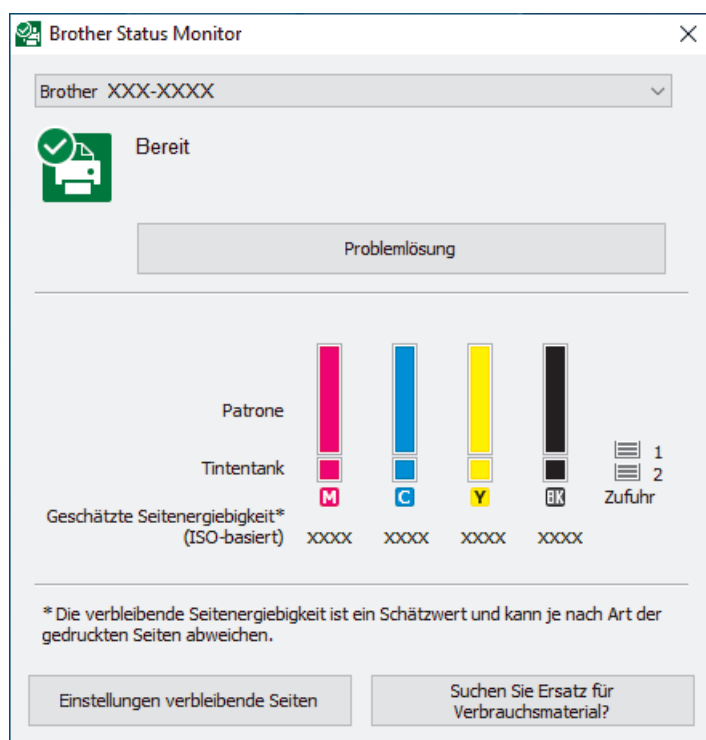 Brother Status Monitor
Brother XXX-XXXX
Bereit
Problemlösung
Patrone
1
Tintentank
2
M C Y BK Zufuhr
Geschätzte Seitenergiebigkeit*
(ISO-basiert) XXXX XXXX XXXX XXXX
* Die verbleibende Seitenergiebigkeit ist ein Schätzwert und kann je nach Art der
gedruckten Seiten abweichen.
Einstellungen verbleibende Seiten
Suchen Sie Ersatz für
Verbrauchsmaterial?